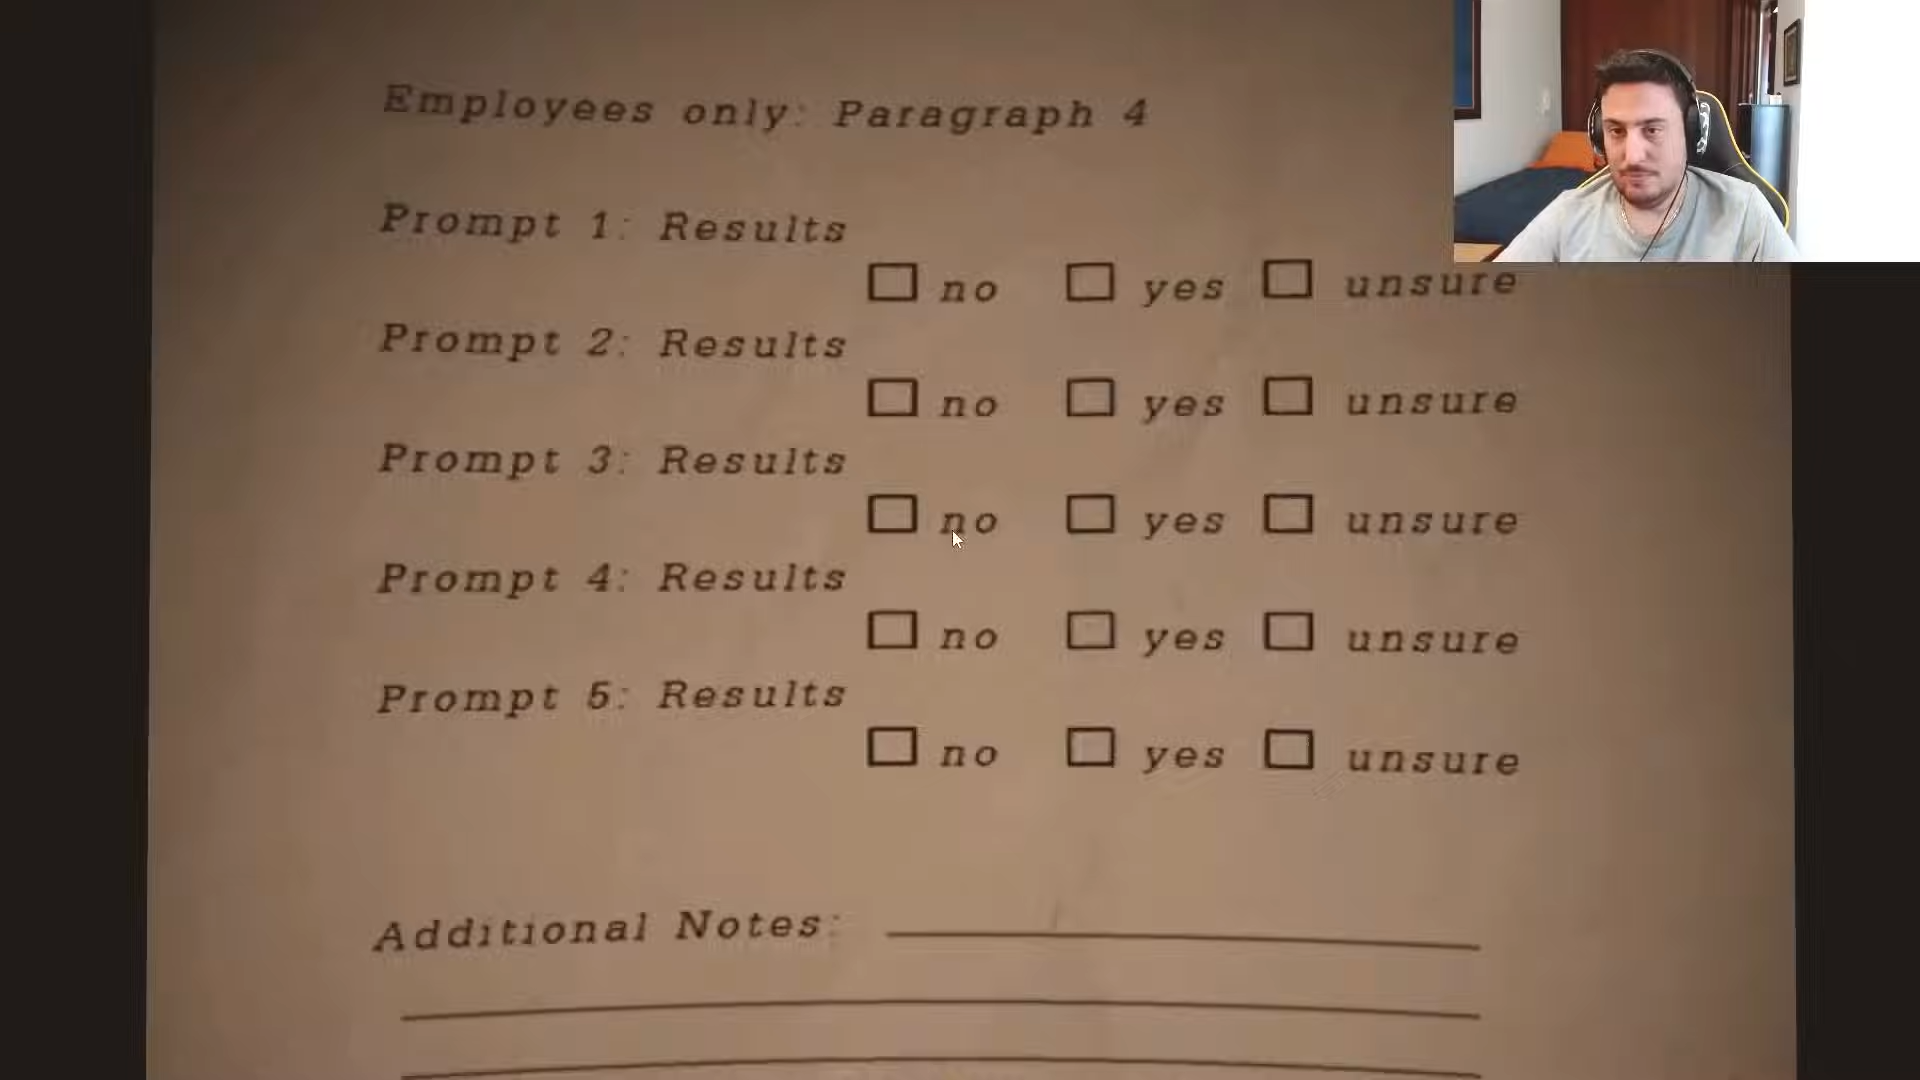 Employees only: Paragraph 4
Prompt 1: Results
no yes unsure
Prompt 2: Results
no yes unsure
Prompt 3: Results
no yes unsure
Prompt 4: Results
no yes unsure
Prompt 5: Results
no yes unsure
Additional Notes: